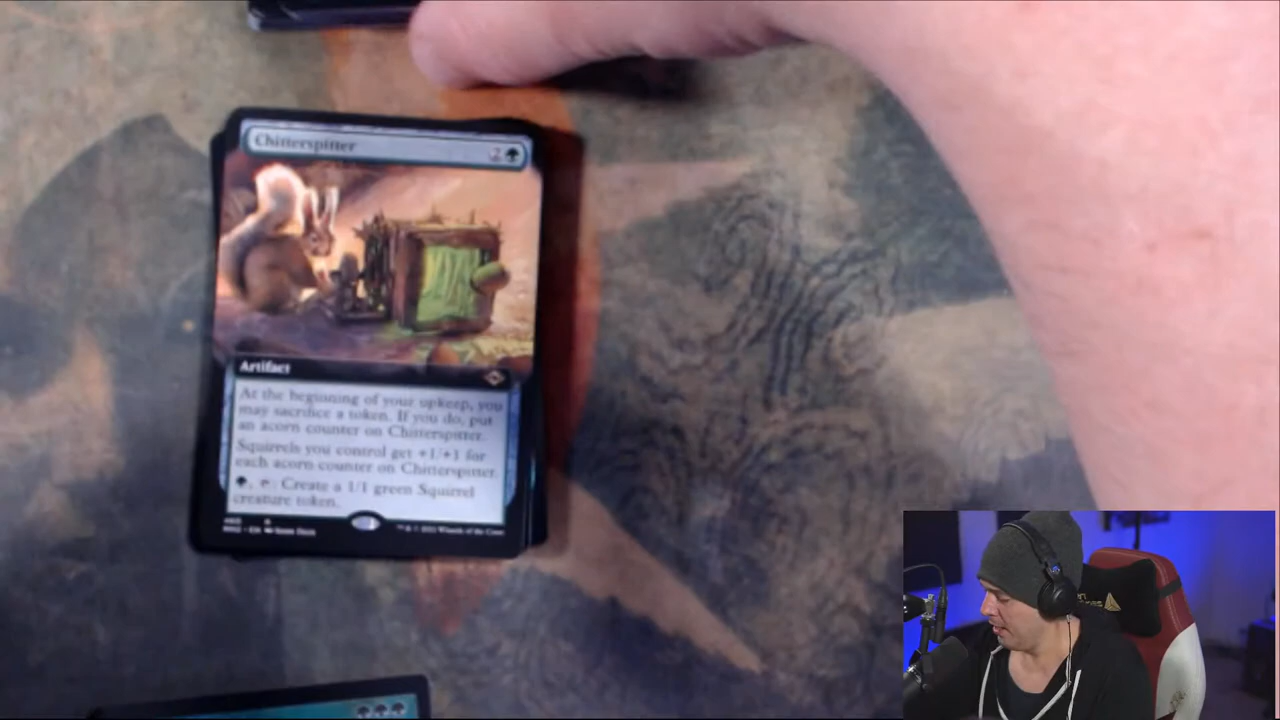 Chitterspitter 2
Artifact
At the beginning of your upkeep, you
may sacrifice a token. If you do, put
an acorn counter on Chitterspitter.
Squirrels you control get +1/+1 for
each acorn counter on Chitterspitter.
, T: Create a 1/1 green Squirrel
creature token.